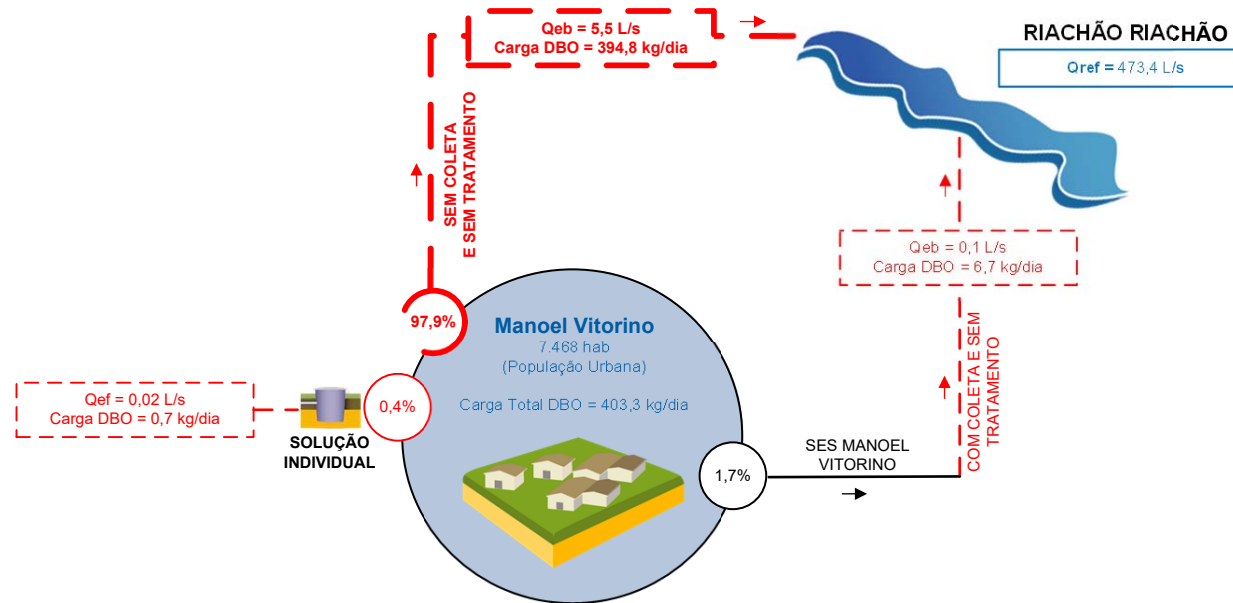 Qeb = 5,5 L/s
Carga DBO = 394,8 kg/dia
RIACHÃO RIACHÃO
Qref = 473,4 L/s
SEM COLETA
E SEM TRATAMENTO
Qeb = 0,1 L/s
Carga DBO = 6,7 kg/dia
97,9%
Manoel Vitorino
7.468 hab
(População Urbana)
Carga Total DBO = 403,3 kg/dia
Qef = 0,02 L/s
Carga DBO = 0,7 kg/dia
0,4%
SOLUÇÃO
INDIVIDUAL
COM COLETA E SEM
TRATAMENTO
SES MANOEL
VITORINO
1,7%